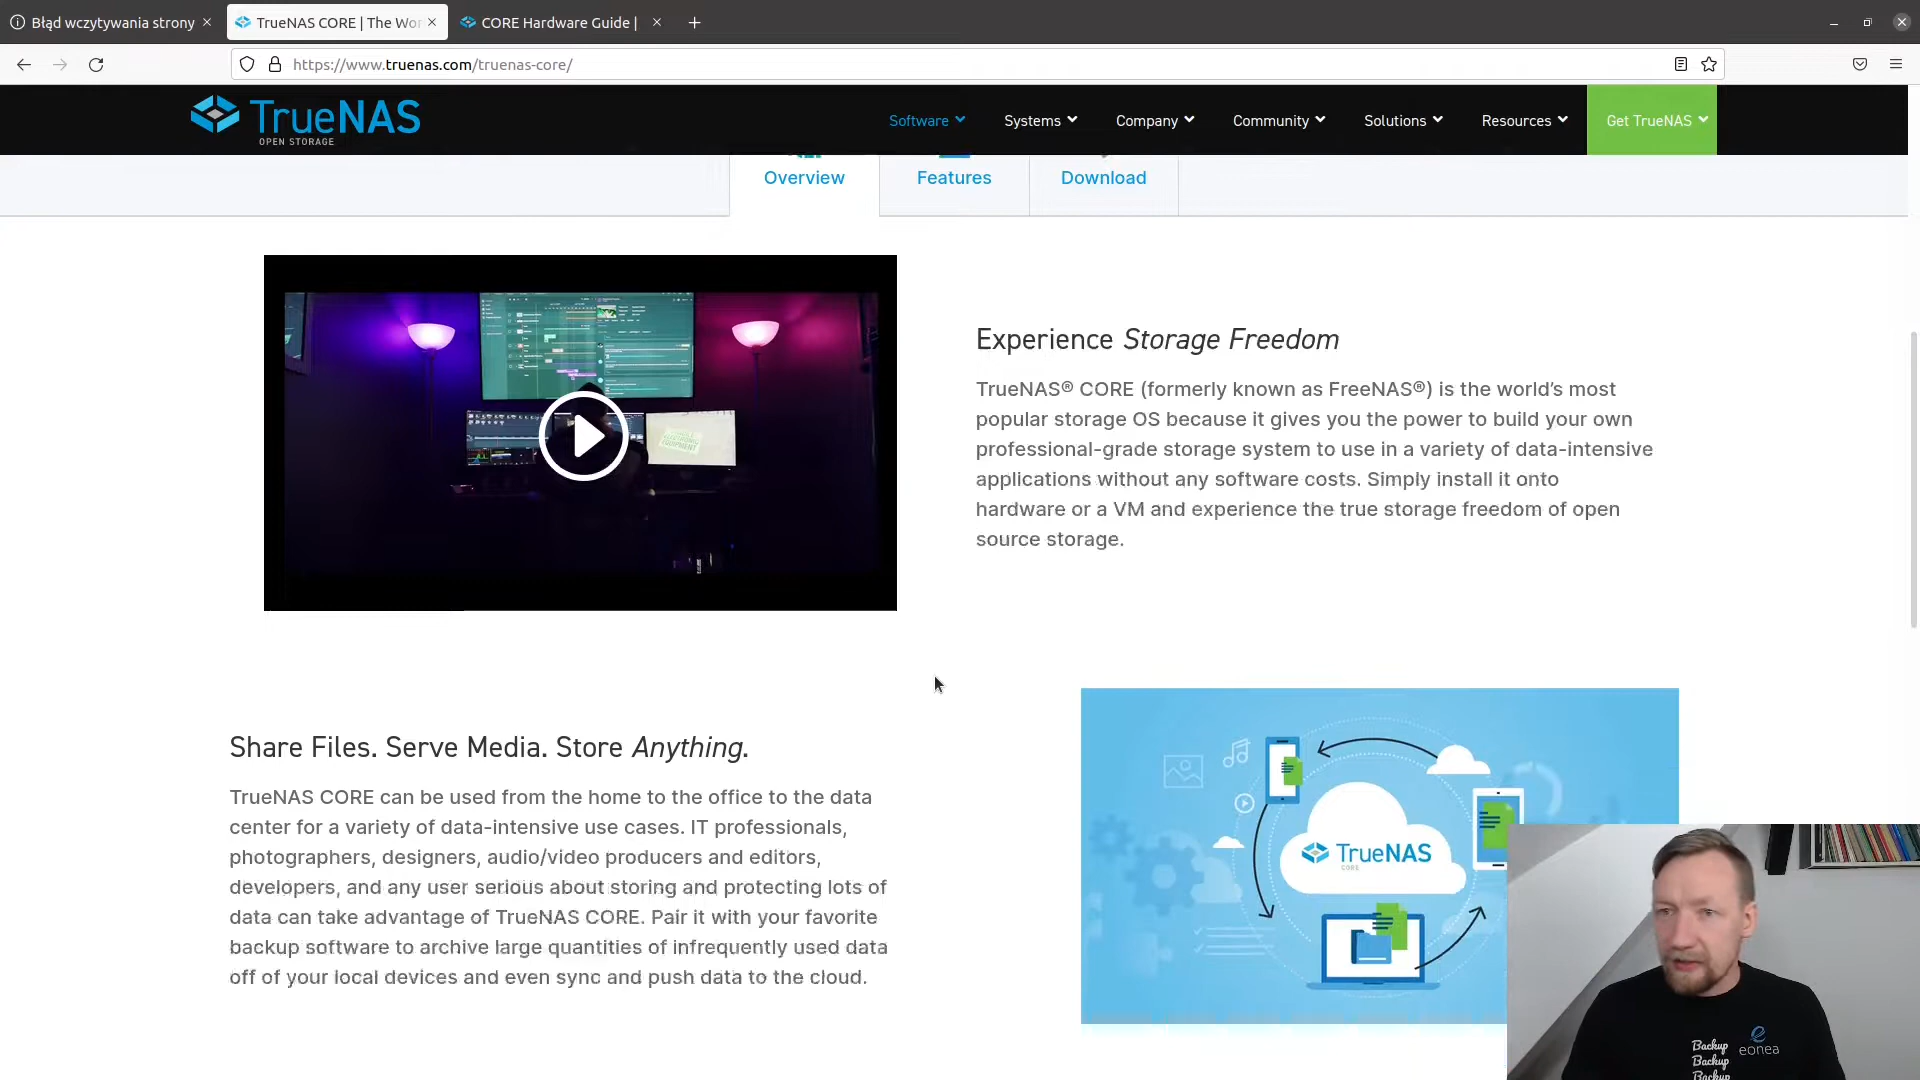 Błąd wczytywania strony
TrueNAS CORE | The Wor
CORE Hardware Guide |
https://www.truenas.com/truenas-core/
TrueNAS
OPEN STORAGE
Software
Systems
Company
Community
Solutions
Resources
Get TrueNAS
Overview
Features
Download
Experience Storage Freedom
TrueNAS® CORE (formerly known as FreeNAS®) is the world's most
popular storage OS because it gives you the power to build your own
professional-grade storage system to use in a variety of data-intensive
applications without any software costs. Simply install it onto
hardware or a VM and experience the true storage freedom of open
source storage.
Share Files. Serve Media. Store Anything.
TrueNAS CORE can be used from the home to the office to the data
center for a variety of data-intensive use cases. IT professionals,
photographers, designers, audio/video producers and editors,
developers, and any user serious about storing and protecting lots of
data can take advantage of TrueNAS CORE. Pair it with your favorite
backup software to archive large quantities of infrequently used data
off of your local devices and even sync and push data to the cloud.
TrueNAS
CORE
Backup
Backup
Backup
eonea